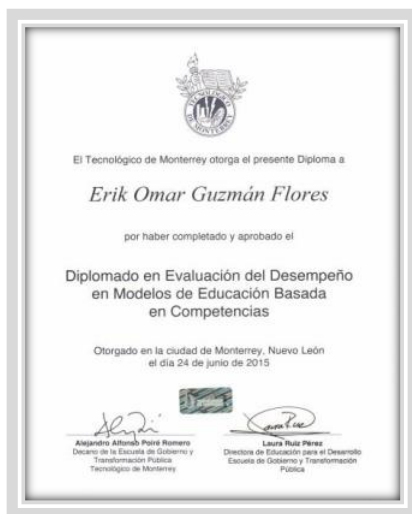 TECNOLOGICO
DE MONTERREY
El Tecnológico de Monterrey otorga el presente Diploma a
Erik Omar Guzmán Flores
por haber completado y aprobado el
Diplomado en Evaluación del Desempeño
en Modelos de Educación Basada
en Competencias
Otorgado en la ciudad de Monterrey, Nuevo León
el día 24 de junio de 2015
Alejandro Alfonso Poiré Romero
Decano de la Escuela de Gobierno y
Transformación Pública
Tecnológico de Monterrey
Laura Ruiz Pérez
Directora de Educación para el Desarrollo
Escuela de Gobierno y Transformación
Pública